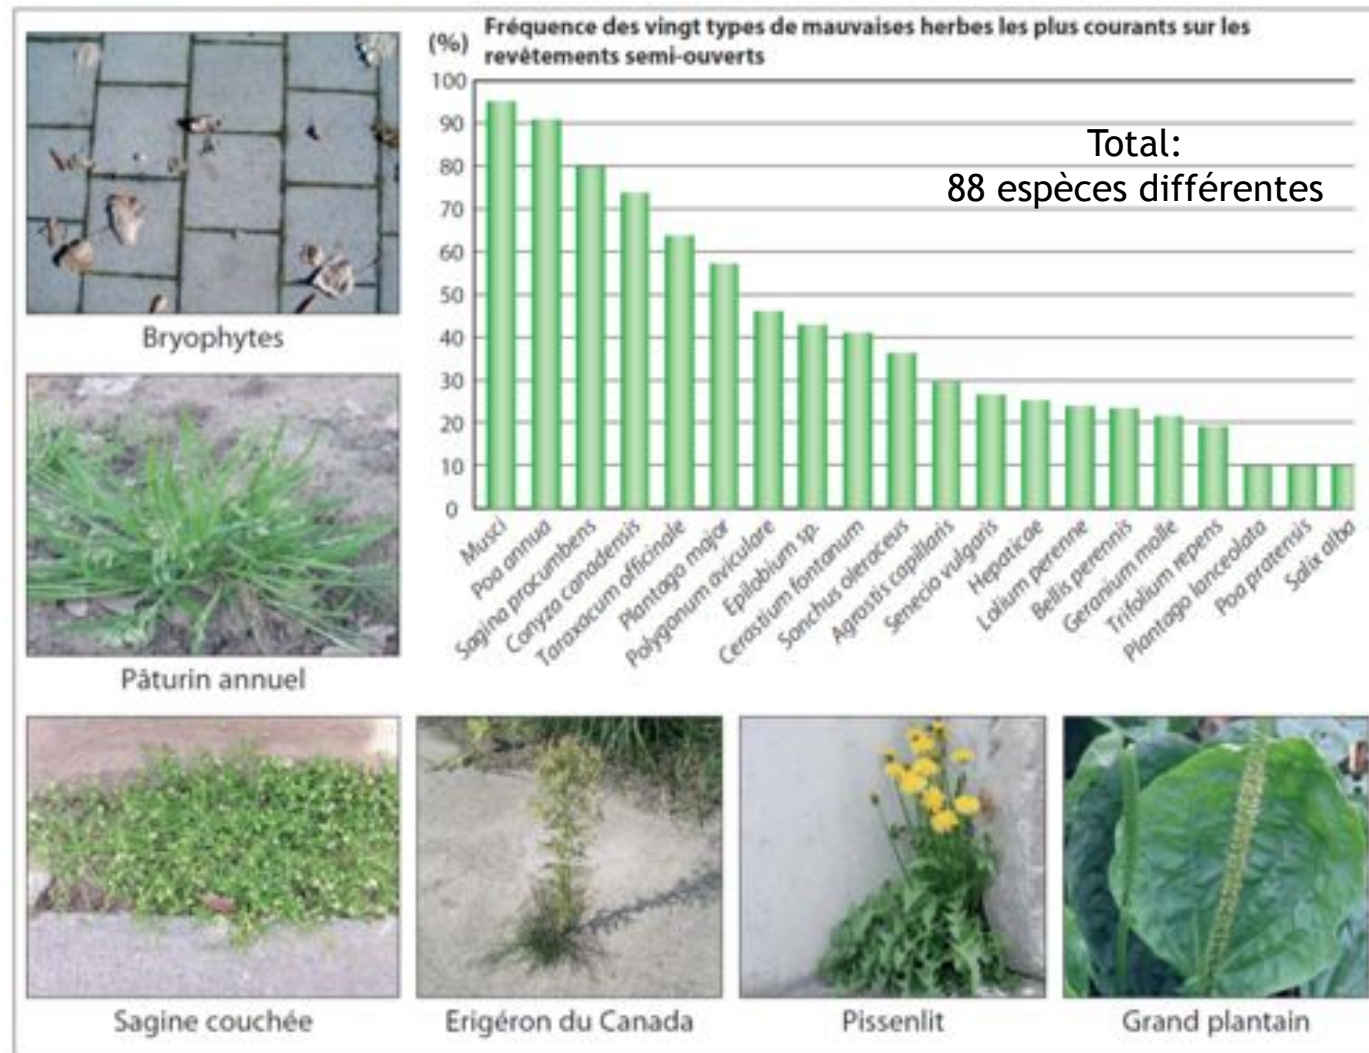 Fréquence des vingt types de mauvaises herbes les plus courants sur les
revêtements semi-ouverts
(%)
100
90
80
70
60
50
40
30
20
10
0
Total:
88 espèces différentes
Musci
Poa annua
Sagina procumbens
Conyza canadensis
Taraxacum officinale
Plantago major
Polygonum aviculare
Epilobium sp.
Cerastium fontanum
Sonchus oleraceus
Agrostis capillaris
Senecio vulgaris
Hepaticae
Lolium perenne
Bellis perennis
Geranium molle
Trifolium repens
Plantago lanceolata
Poa pratensis
Salix alba
Bryophytes
Pâturin annuel
Sagine couchée
Erigéron du Canada
Pissenlit
Grand plantain